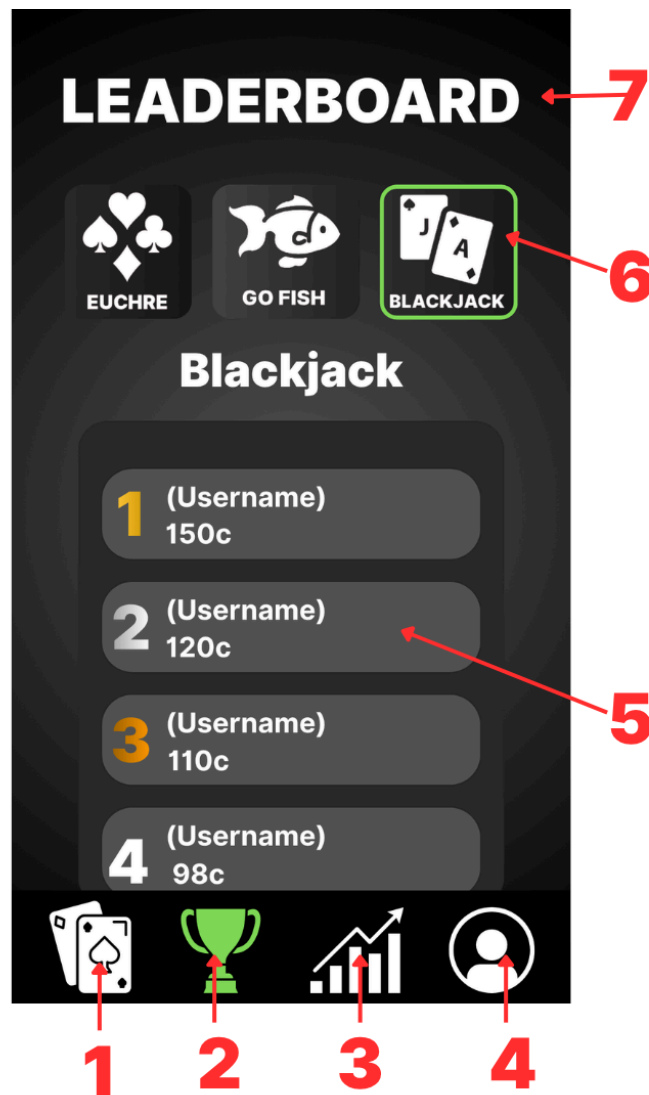 LEADERBOARD
7
EUCHRE
GO FISH
J
A
BLACKJACK
6
Blackjack
1
(Username)
150c
2
(Username)
120c
5
3
(Username)
110c
4
(Username)
98c
1
2
3
4